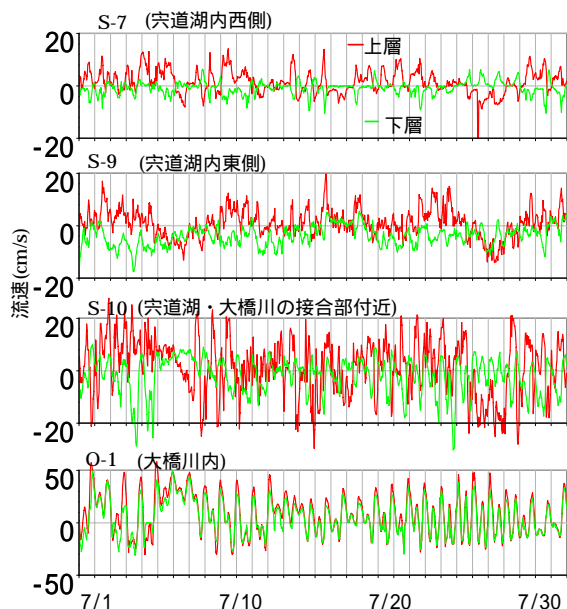 S-7 (宍道湖内西側)
上層
下層
20
0
-20
S-9 (宍道湖内東側)
20
0
-20
流速(cm/s)
S-10 (宍道湖・大橋川の接合部付近)
20
0
-20
O-1 (大橋川内)
50
0
-50
7/1 7/10 7/20 7/30